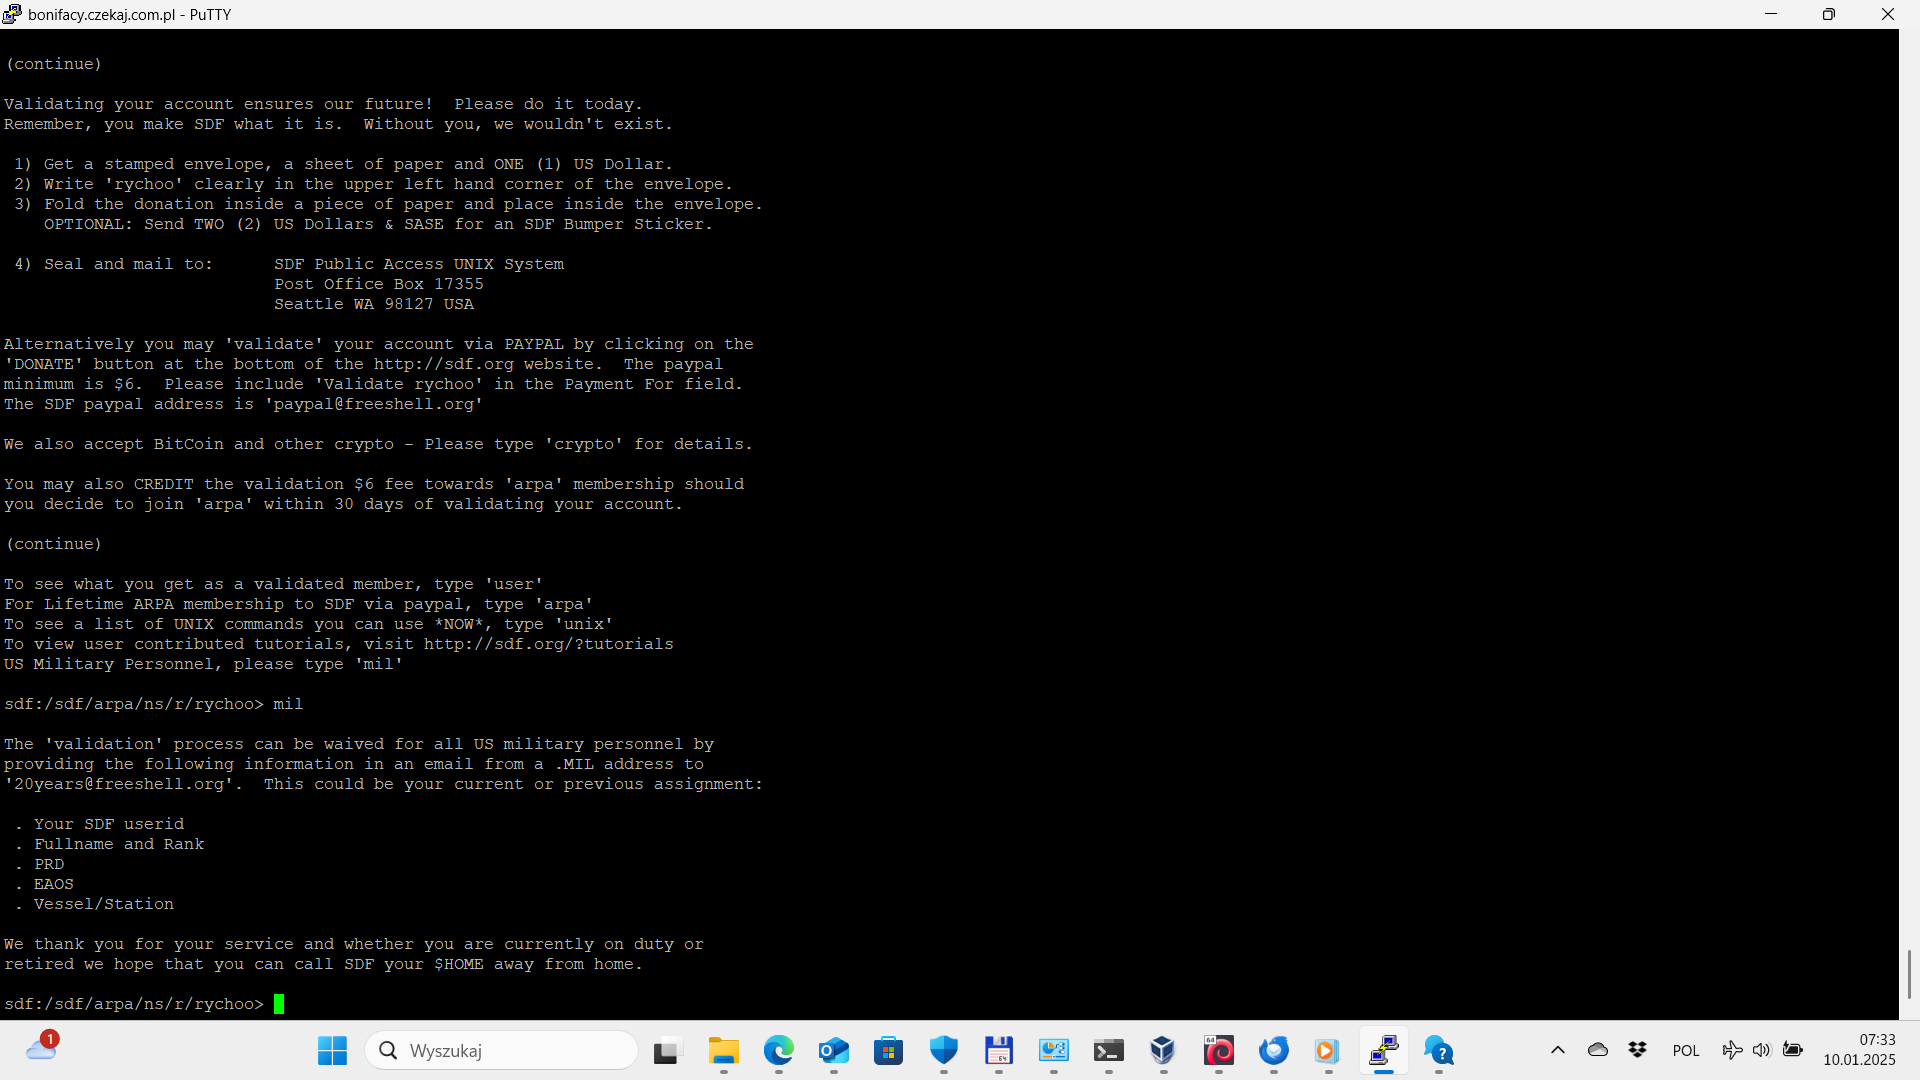 bonifacy.czekaj.com.pl - PuTTY
(continue)
Validating your account ensures our future!  Please do it today.
Remember, you make SDF what it is.  Without you, we wouldn't exist.
1) Get a stamped envelope, a sheet of paper and ONE (1) US Dollar.
2) Write 'rychoo' clearly in the upper left hand corner of the envelope.
3) Fold the donation inside a piece of paper and place inside the envelope.
OPTIONAL: Send TWO (2) US Dollars & SASE for an SDF Bumper Sticker.
4) Seal and mail to:      SDF Public Access UNIX System
Post Office Box 17355
Seattle WA 98127 USA
Alternatively you may 'validate' your account via PAYPAL by clicking on the
'DONATE' button at the bottom of the http://sdf.org website.  The paypal
minimum is $6.  Please include 'Validate rychoo' in the Payment For field.
The SDF paypal address is 'paypal@freeshell.org'
We also accept BitCoin and other crypto - Please type 'crypto' for details.
You may also CREDIT the validation $6 fee towards 'arpa' membership should
you decide to join 'arpa' within 30 days of validating your account.
(continue)
To see what you get as a validated member, type 'user'
For Lifetime ARPA membership to SDF via paypal, type 'arpa'
To see a list of UNIX commands you can use *NOW*, type 'unix'
To view user contributed tutorials, visit http://sdf.org/?tutorials
US Military Personnel, please type 'mil'
sdf:/sdf/arpa/ns/r/rychoo> mil
The 'validation' process can be waived for all US military personnel by
providing the following information in an email from a .MIL address to
'20years@freeshell.org'.  This could be your current or previous assignment:
. Your SDF userid
. Fullname and Rank
. PRD
. EAOS
. Vessel/Station
We thank you for your service and whether you are currently on duty or
retired we hope that you can call SDF your $HOME away from home.
sdf:/sdf/arpa/ns/r/rychoo>
1
Wyszukaj
64
64
POL
07:33
10.01.2025